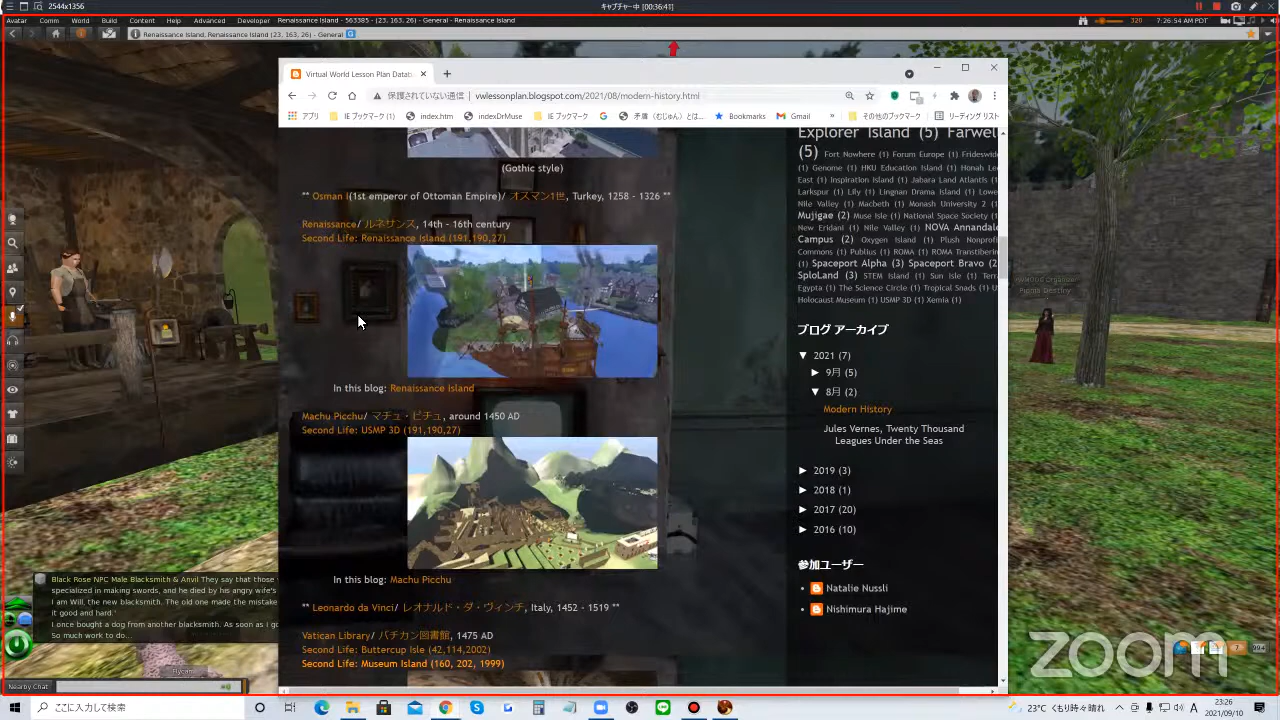 2544x1356
キャプチャー中 [00:36:41]
Avatar Comm World Build Content Help Advanced Developer Renaissance Island - 563385 - (23, 163, 26) - General - Renaissance Island
320 7:26:54 AM PDT
Renaissance Island, Renaissance Island (23, 163, 26) - General
Virtual World Lesson Plan Datab
保護されていない通信 | vwlessonplan.blogspot.com/2021/08/modern-history.html
アプリ IE ブックマーク (1) index.htm indexDrMuse IE ブックマーク 矛盾（むじゅん）とは... Bookmarks Gmail » その他のブックマーク リーディング リスト
(Gothic style)
** Osman I(1st emperor of Ottoman Empire)/ オスマン1世, Turkey, 1258 - 1326 **
Renaissance/ ルネサンス, 14th - 16th century
Second Life: Renaissance Island (191,190,27)
In this blog: Renaissance Island
Machu Picchu/ マチュ・ピチュ, around 1450 AD
Second Life: USMP 3D (191,190,27)
In this blog: Machu Picchu
** Leonardo da Vinci/ レオナルド・ダ・ヴィンチ, Italy, 1452 - 1519 **
Vatican Library/ バチカン図書館, 1475 AD
Second Life: Buttercup Isle (42,114,2002)
Second Life: Museum Island (160, 202, 1999)
Explorer Island (5) Farwell
(5) Fort Nowhere (1) Forum Europe (1) Frideswide
(1) Genome (1) HKU Education Island (1) Honah Lee
East (1) Inspiration Island (1) Jabara Land Atlantis (1)
Larkspur (1) Lily (1) Lingnan Drama Island (1) Lowe
Nile Valley (1) Macbeth (1) Monash University 2 (1)
Mujigae (2) Muse Isle (1) National Space Society (1)
New Eridani (1) Nile Valley (1) NOVA Annandale
Campus (2) Oxygen Island (1) Plush Nonprofit
Commons (1) Publius (1) ROMA (1) ROMA Transtiberim
(1) Spaceport Alpha (3) Spaceport Bravo (2)
SploLand (3) STEM Island (1) Sun Isle (1) Terra
Egypta (1) The Science Circle (1) Tropical Snads (1) U
Holocaust Museum (1) USMP 3D (1) Xemia (1)
ブログ アーカイブ
▼ 2021 (7)
► 9月 (5)
▼ 8月 (2)
Modern History
Jules Vernes, Twenty Thousand
Leagues Under the Seas
► 2019 (3)
► 2018 (1)
► 2017 (20)
► 2016 (10)
参加ユーザー
Natalie Nussli
Nishimura Hajime
Black Rose NPC Male Blacksmith & Anvil They say that those
specialized in making swords, and he died by his angry wife's
I am Will, the new blacksmith. The old one made the mistake
it good and hard.'
I once bought a dog from another blacksmith. As soon as I go
So much work to do...
Nearby Chat
zoom
ここに入力して検索
23°C くもり時々晴れ
A
23:26
2021/09/10